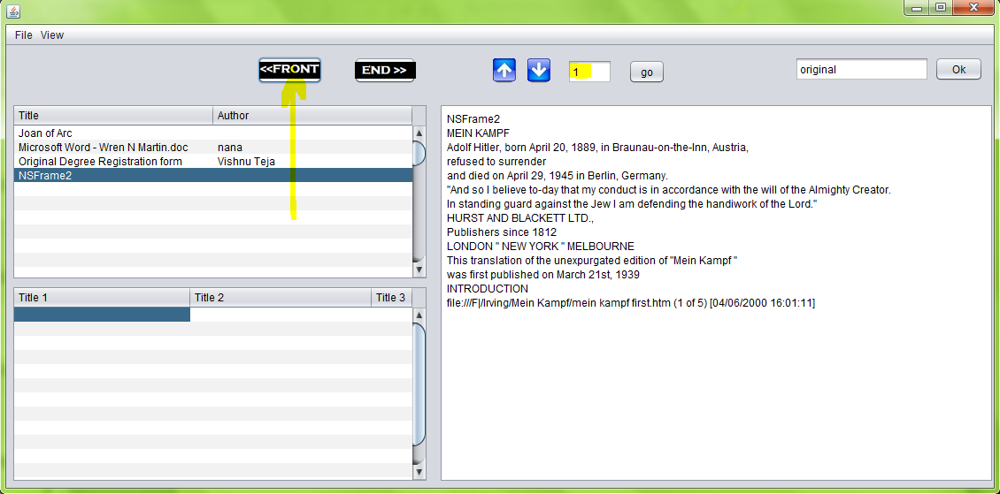 File View
<<FRONT
END >>
1
go
original
Ok
Title Author
Joan of Arc
Microsoft Word - Wren N Martin.doc nana
Original Degree Registration form Vishnu Teja
NSFrame2
Title 1 Title 2 Title 3
NSFrame2
MEIN KAMPF
Adolf Hitler, born April 20, 1889, in Braunau-on-the-Inn, Austria,
refused to surrender
and died on April 29, 1945 in Berlin, Germany.
"And so I believe to-day that my conduct is in accordance with the will of the Almighty Creator.
In standing guard against the Jew I am defending the handiwork of the Lord."
HURST AND BLACKETT LTD.,
Publishers since 1812
LONDON " NEW YORK " MELBOURNE
This translation of the unexpurgated edition of "Mein Kampf "
was first published on March 21st, 1939
INTRODUCTION
file:///F|/Irving/Mein Kampf/mein kampf first.htm (1 of 5) [04/06/2000 16:01:11]